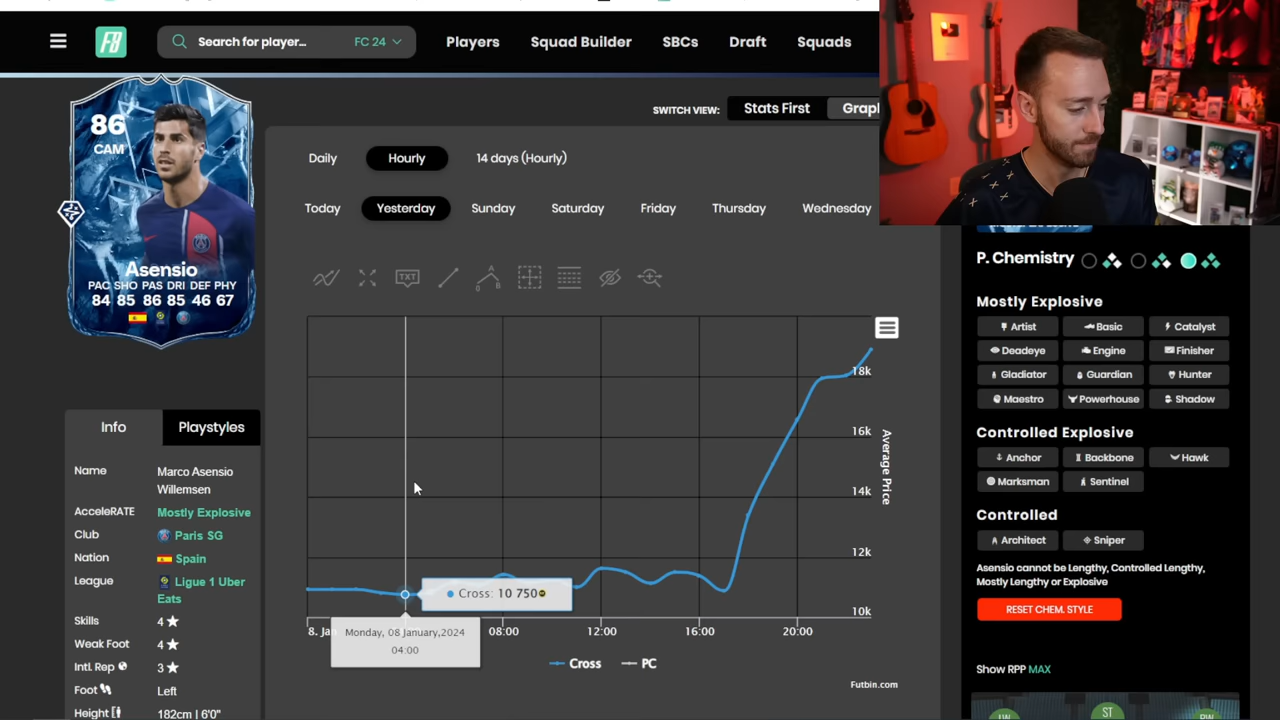 FB
Search for player...
FC 24
Players
Squad Builder
SBCs
Draft
Squads
86
CAM
Asensio
PAC SHO PAS DRI DEF PHY
84 85 86 85 46 67
SWITCH VIEW:
Stats First
Graph
Daily
Hourly
14 days (Hourly)
Today
Yesterday
Sunday
Saturday
Friday
Thursday
Wednesday
TXT
18k
16k
14k
12k
10k
Average Price
Cross: 10 750
8. Jan
08:00
12:00
16:00
20:00
Monday, 08 January,2024
04:00
Cross
PC
Futbin.com
Info
Playstyles
Name
Marco Asensio
Willemsen
AcceleRATE
Mostly Explosive
Club
Paris SG
Nation
Spain
League
Ligue 1 Uber
Eats
Skills
4★
Weak Foot
4★
Intl. Rep
3★
Foot
Left
Height
182cm | 6'0"
P. Chemistry
Mostly Explosive
Artist
Basic
Catalyst
Deadeye
Engine
Finisher
Gladiator
Guardian
Hunter
Maestro
Powerhouse
Shadow
Controlled Explosive
Anchor
Backbone
Hawk
Marksman
Sentinel
Controlled
Architect
Sniper
Asensio cannot be Lengthy, Controlled Lengthy,
Mostly Lengthy or Explosive
RESET CHEM. STYLE
Show RPP MAX
LW
ST
RW